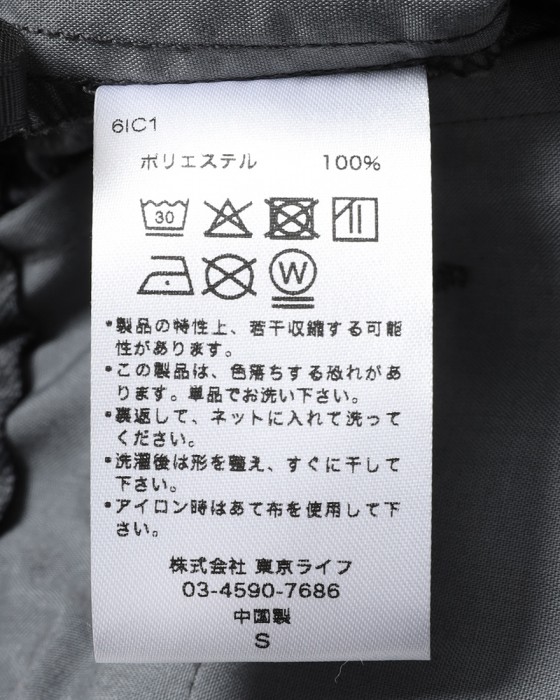 6IC1
ポリエステル 100%
30
W
•製品の特性上、若干収縮する可能
性があります。
•この製品は、色落ちする恐れがあ
ります。単品でお洗い下さい。
•裏返して、ネットに入れて洗って
ください。
•洗濯後は形を整え、すぐに干して
下さい。
•アイロン時はあて布を使用して下
さい。
株式会社 東京ライフ
03-4590-7686
中国製
S